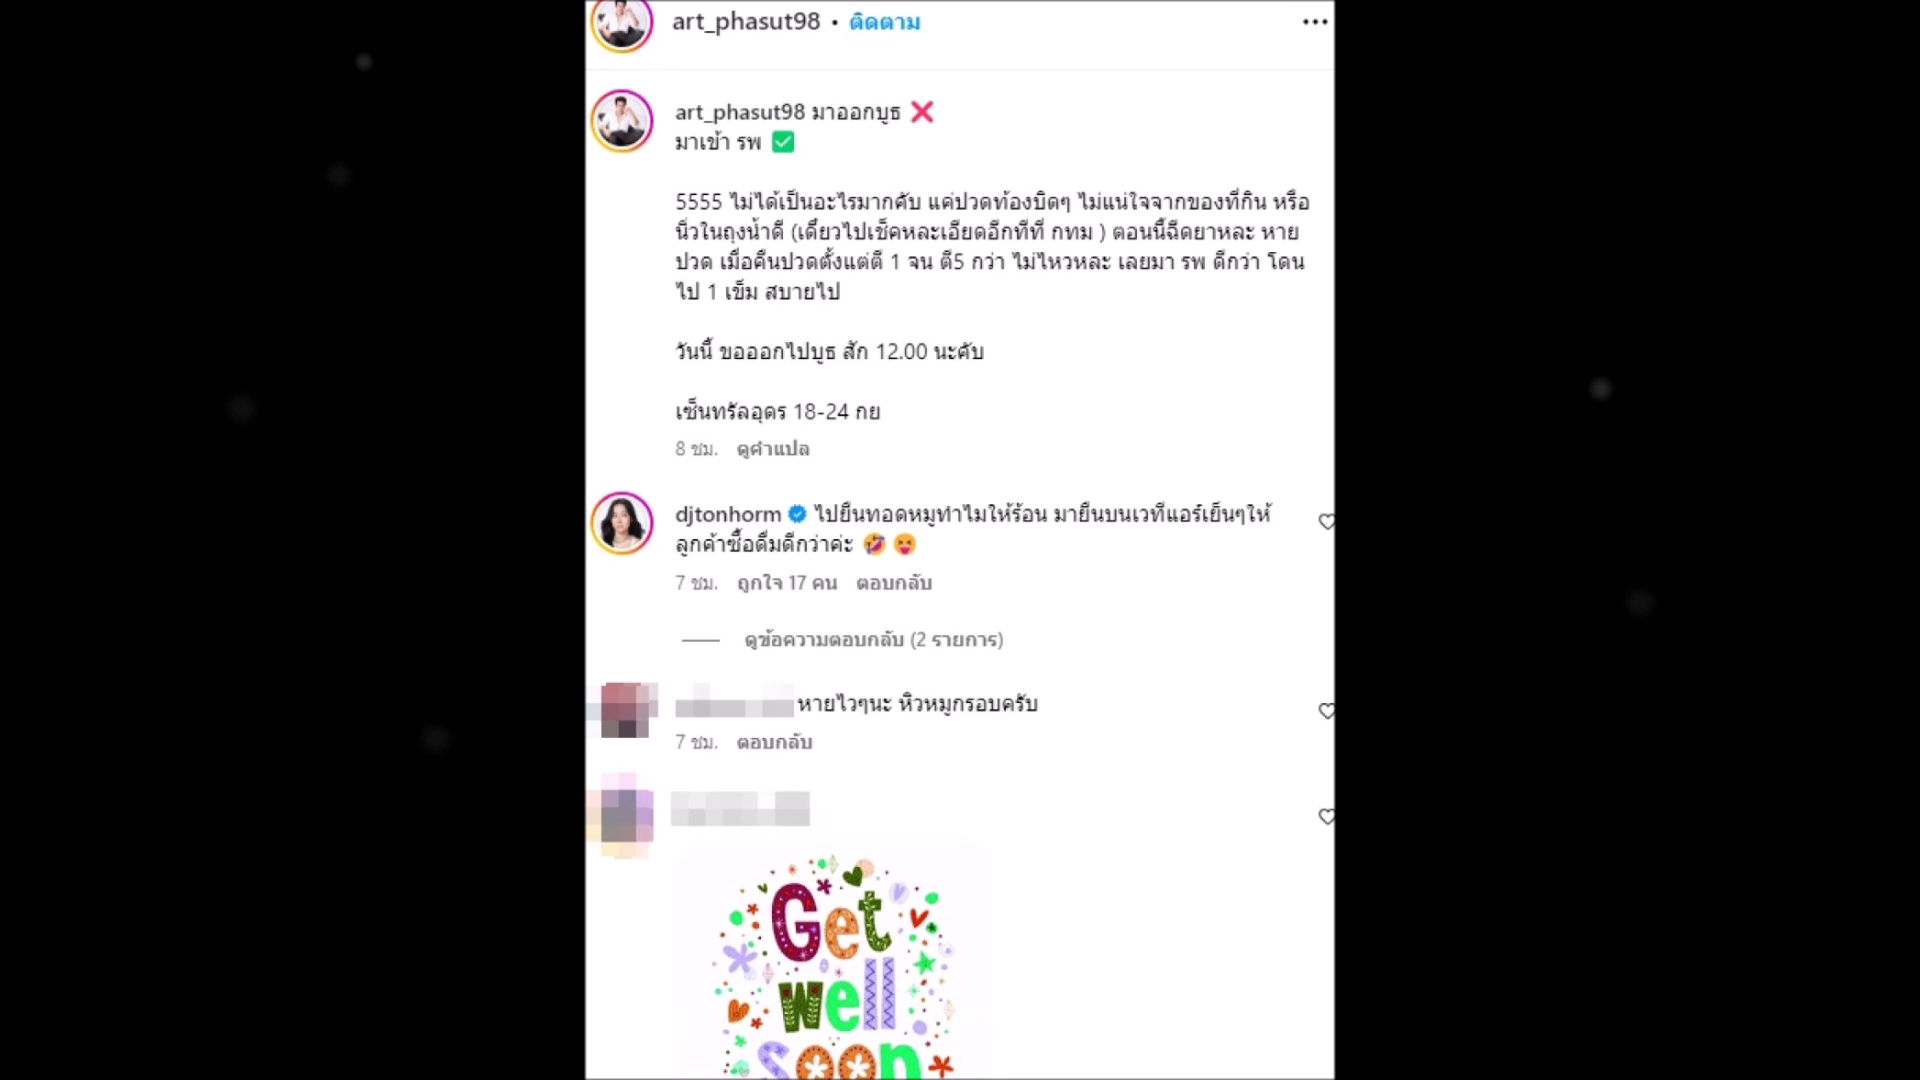 art_phasut98 • ติดตาม
art_phasut98 มาออกบูธ ❌
มาเข้า รพ ✅
5555 ไม่ได้เป็นอะไรมากคับ แค่ปวดท้องบิดๆ ไม่แน่ใจจากของที่กิน หรือ
นิ่วในถุงน้ำดี (เดี๋ยวไปเช็คหละเอียดอีกทีที่ กทม ) ตอนนี้ฉีดยาหละ หาย
ปวด เมื่อคืนปวดตั้งแต่ตี 1 จน ตี5 กว่า ไม่ไหวหละ เลยมา รพ ดีกว่า โดน
ไป 1 เข็ม สบายไป
วันนี้ ขอออกไปบูธ สัก 12.00 นะคับ
เซ็นทรัลอุดร 18-24 กย
8 ชม. ดูคำแปล
djtonhorm ไปยืนทอดหมูทำไมให้ร้อน มายืนบนเวทีแอร์เย็นๆให้
ลูกค้าซื้อดื่มดีกว่าค่ะ 🤣😝
7 ชม. ถูกใจ 17 คน ตอบกลับ
ดูข้อความตอบกลับ (2 รายการ)
หายไวๆนะ หิวหมูกรอบครับ
7 ชม. ตอบกลับ
Get
well
soon